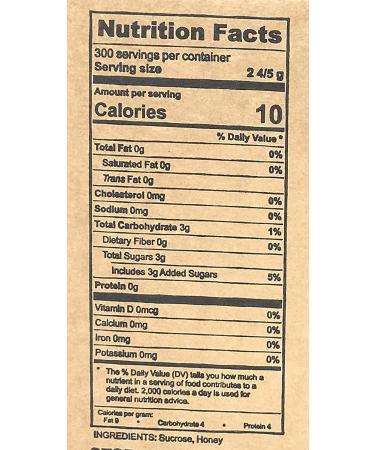 Nutrition Facts
300 servings per container
Serving size 2 4/5 g
Amount per serving
Calories 10
% Daily Value *
Total Fat 0g 0%
Saturated Fat 0g 0%
Trans Fat 0g
Cholesterol 0mg 0%
Sodium 0mg 0%
Total Carbohydrate 3g 1%
Dietary Fiber 0g 0%
Total Sugars 3g
Includes 3g Added Sugars 5%
Protein 0g
Vitamin D 0mcg 0%
Calcium 0mg 0%
Iron 0mg 0%
Potassium 0mg 0%
* The % Daily Value (DV) tells you how much a
nutrient in a serving of food contributes to a
daily diet. 2,000 calories a day is used for
general nutrition advice.
Calories per gram:
Fat 9 • Carbohydrate 4 • Protein 4
INGREDIENTS: Sucrose, Honey